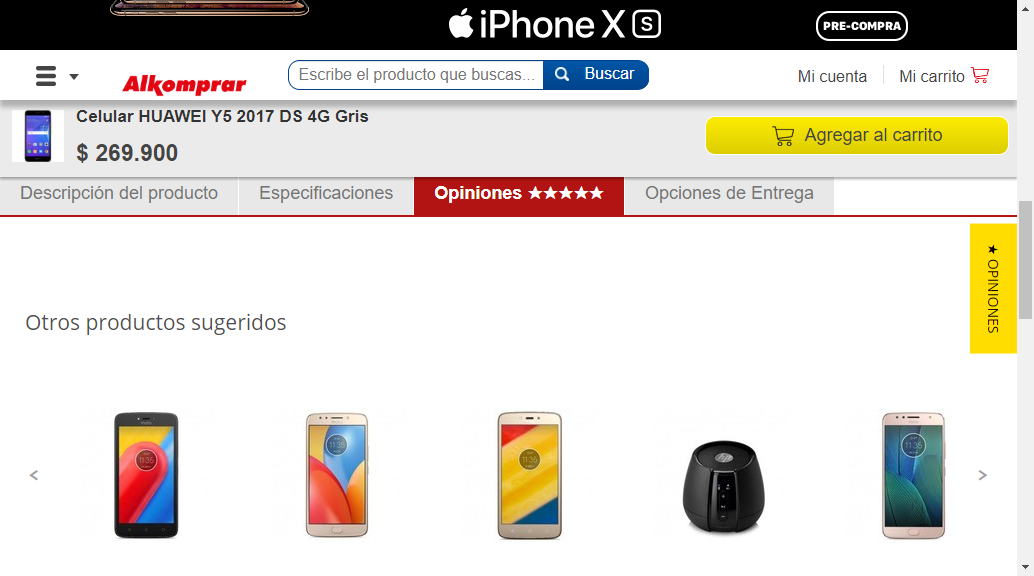 iPhone XS
PRE-COMPRA
Alkomprar
Escribe el producto que buscas...
Buscar
Mi cuenta
Mi carrito
Celular HUAWEI Y5 2017 DS 4G Gris
$ 269.900
Agregar al carrito
Descripción del producto
Especificaciones
Opiniones ★★★★★
Opciones de Entrega
★ OPINIONES
Otros productos sugeridos